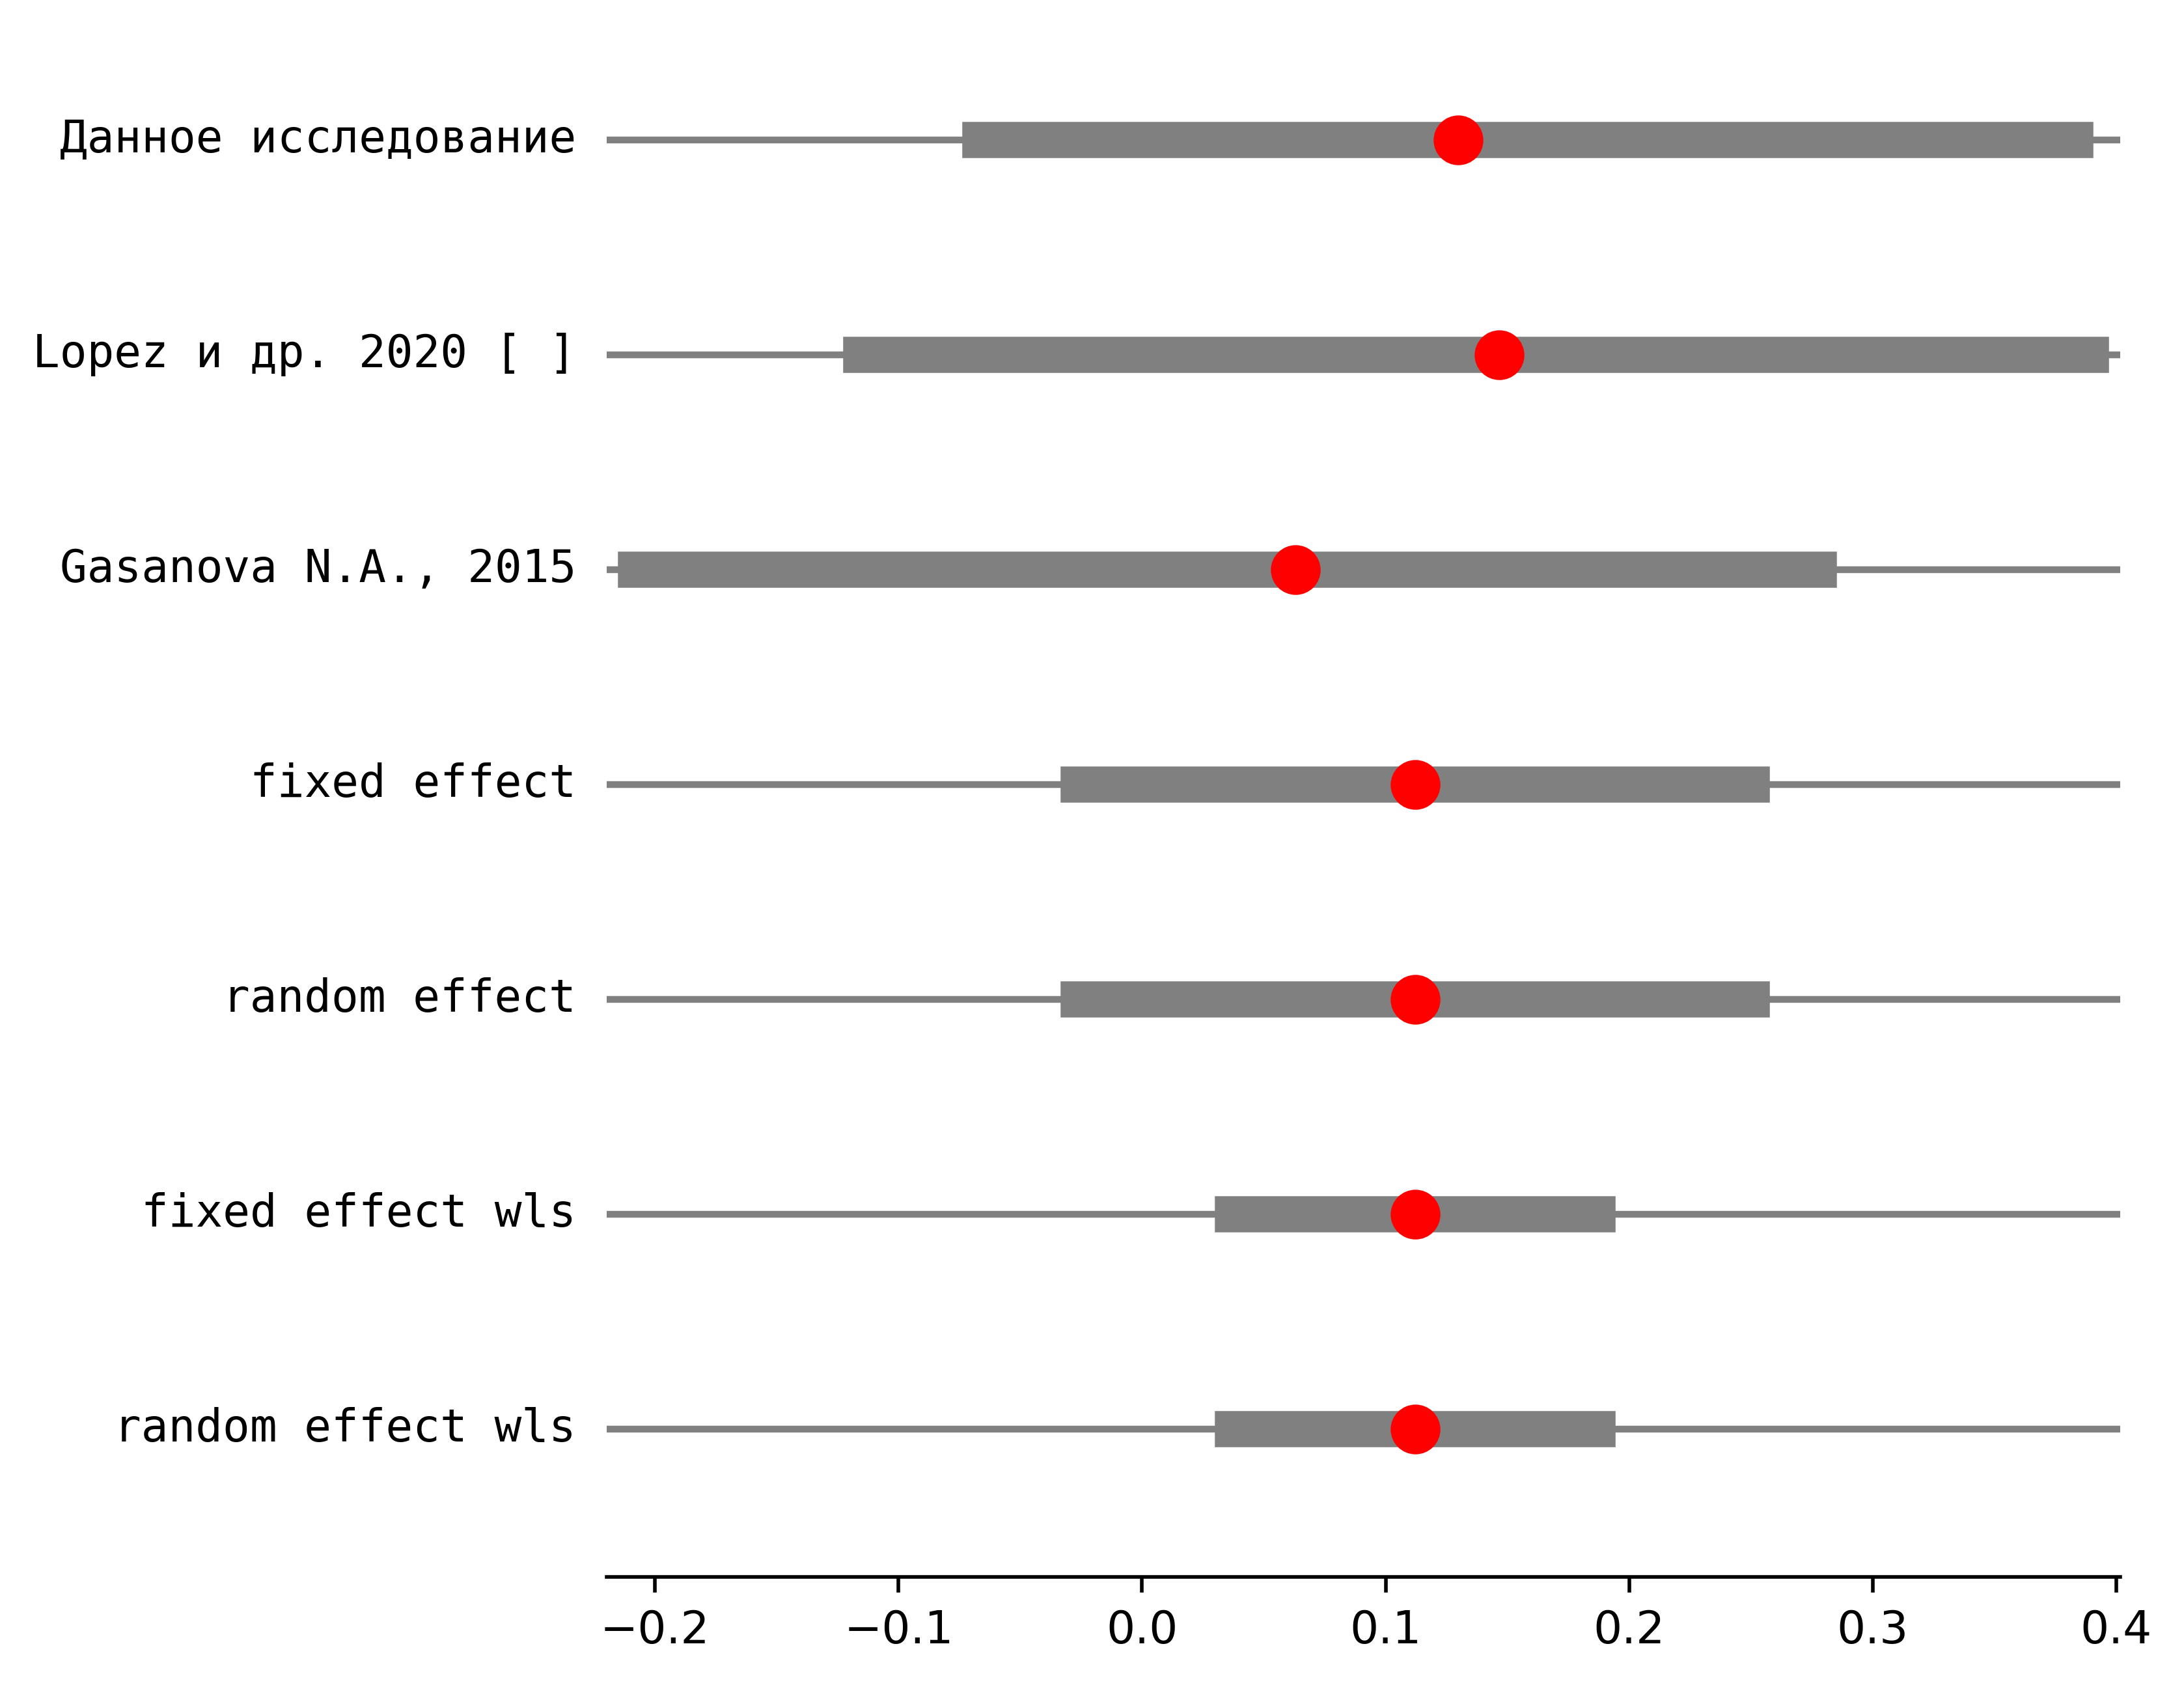 Данное исследование
Lopez и др. 2020 [ ]
Gasanova N.A., 2015
fixed effect
random effect
fixed effect wls
random effect wls
−0.2 −0.1 0.0 0.1 0.2 0.3 0.4